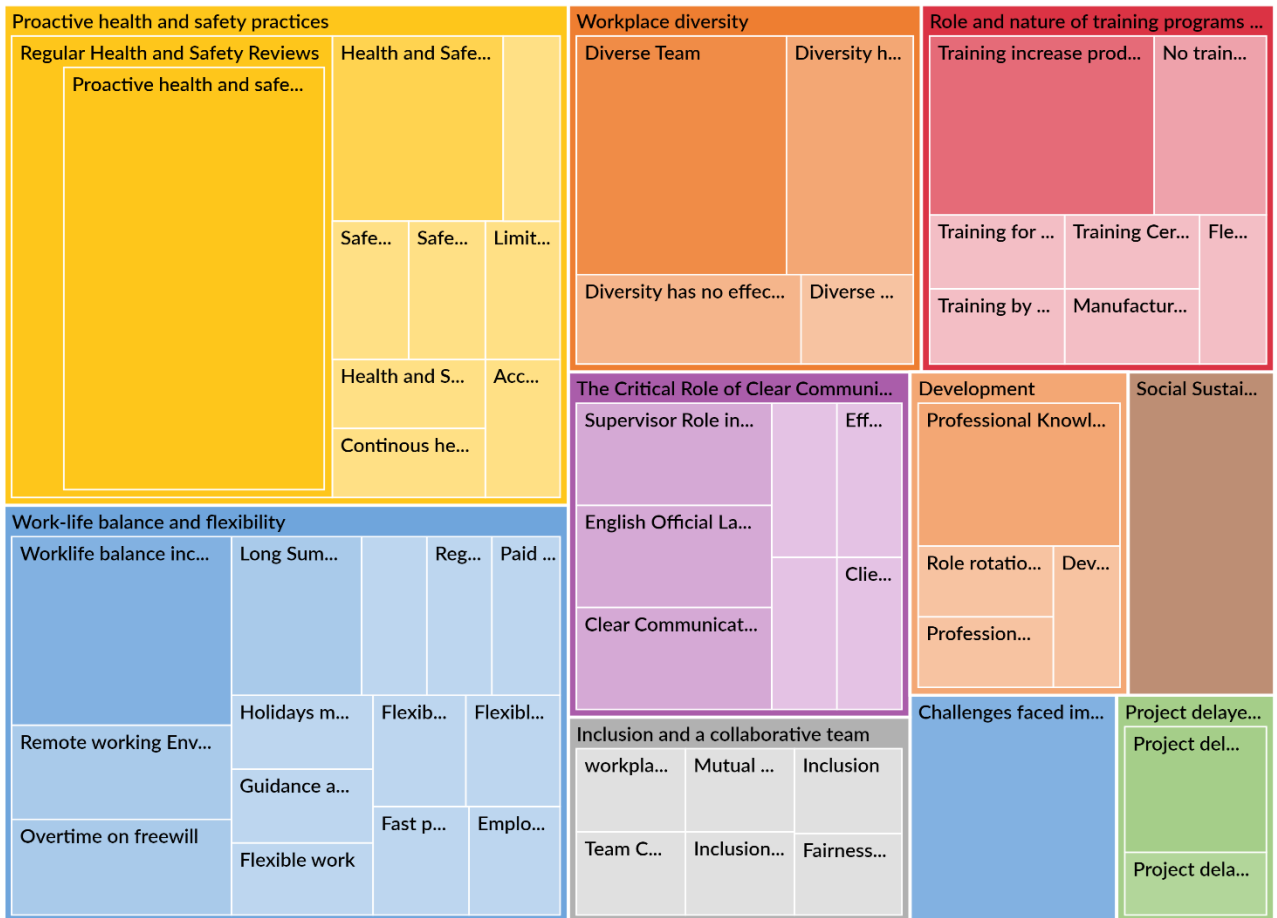 Proactive health and safety practices
Regular Health and Safety Reviews
Proactive health and safe...
Health and Safe...
Safe...
Safe...
Limit...
Health and S...
Acc...
Continous he...
Work-life balance and flexibility
Worklife balance inc...
Long Sum...
Reg...
Paid ...
Remote working Env...
Overtime on freewill
Holidays m...
Flexib...
Flexibl...
Guidance a...
Flexible work
Fast p...
Emplo...
Workplace diversity
Diverse Team
Diversity h...
Diversity has no effec...
Diverse ...
Role and nature of training programs ...
Training increase prod...
No train...
Training for ...
Training Cer...
Fle...
Training by ...
Manufactur...
The Critical Role of Clear Communi...
Supervisor Role in...
Eff...
English Official La...
Clear Communicat...
Clie...
Inclusion and a collaborative team
workpla...
Mutual ...
Inclusion
Team C...
Inclusion...
Fairness...
Development
Professional Knowl...
Role rotatio...
Dev...
Profession...
Social Sustai...
Challenges faced im...
Project delaye...
Project del...
Project dela...